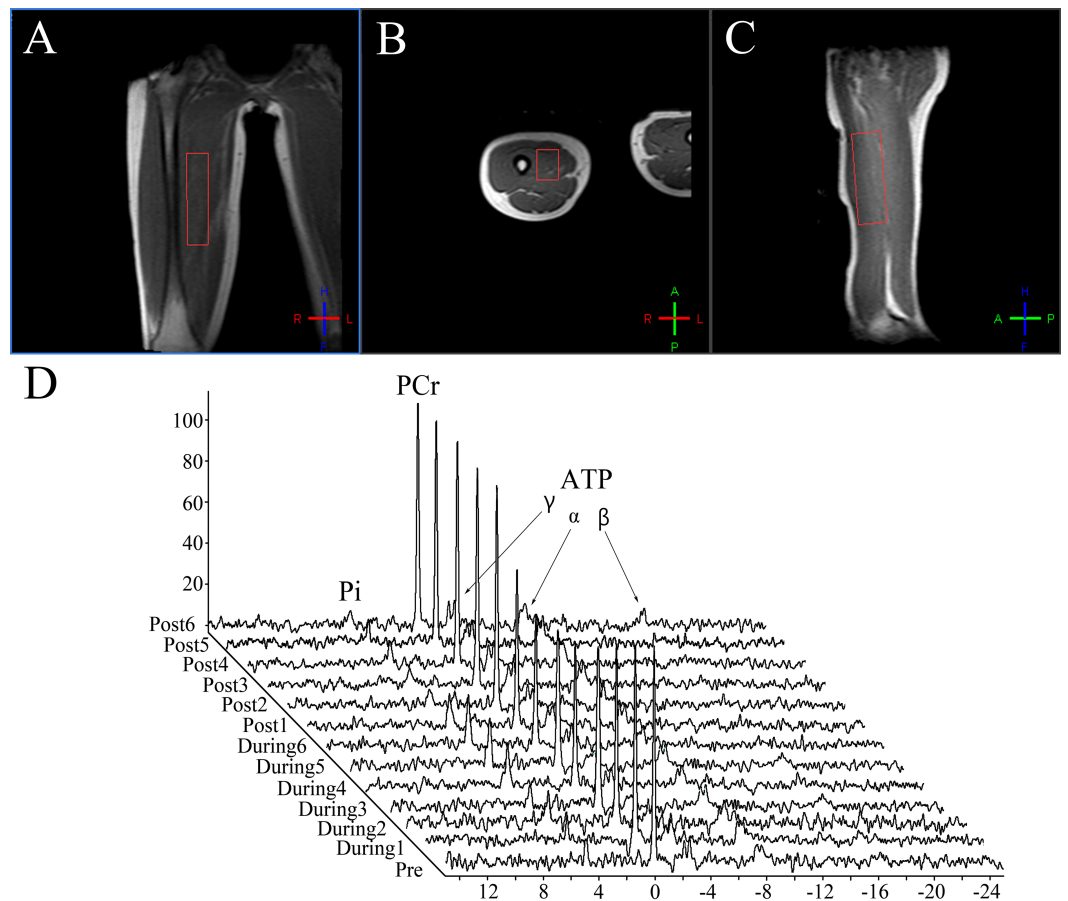 A
B
C
H
R
L
F
A
R
L
P
H
A
P
F
D
PCr
100
80
60
40
20
ATP
γ
α
β
Pi
Post6
Post5
Post4
Post3
Post2
Post1
During6
During5
During4
During3
During2
During1
Pre
12 8 4 0 -4 -8 -12 -16 -20 -24